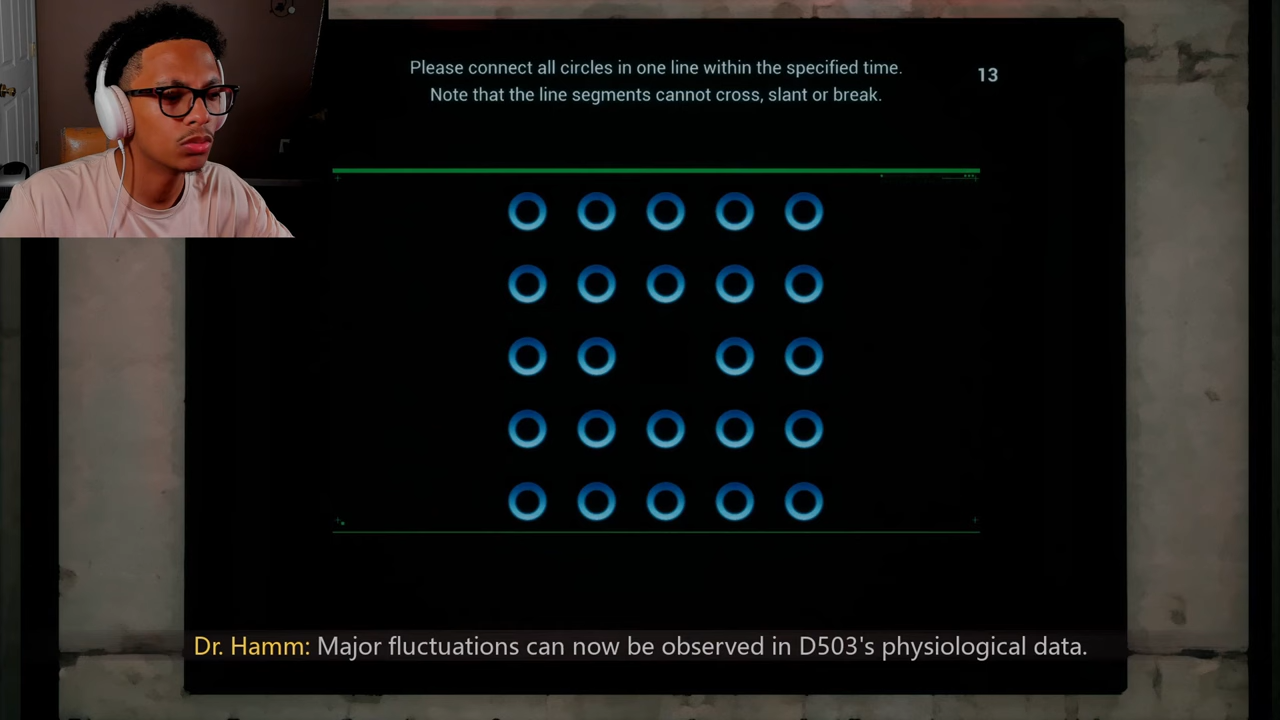 Please connect all circles in one line within the specified time.
13
Note that the line segments cannot cross, slant or break.
Dr. Hamm: Major fluctuations can now be observed in D503's physiological data.